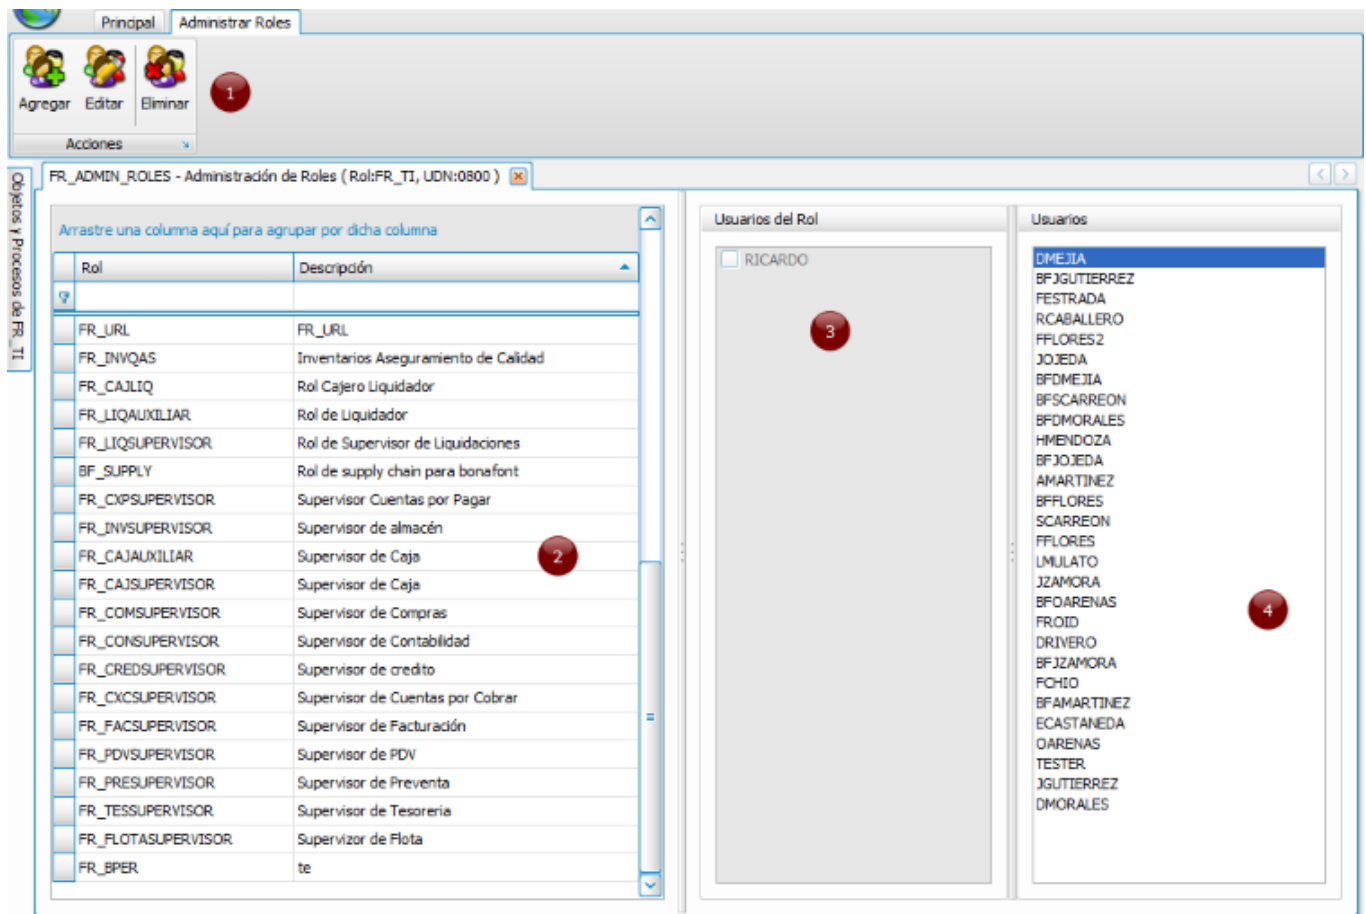 Principal Administrar Roles
Agregar Editar Eliminar
1
Acciones
Objetos y Procesos de FR_TI
FR_ADMIN_ROLES - Administración de Roles ( Rol:FR_TI, UDN:0800 )
Arrastre una columna aquí para agrupar por dicha columna
Rol Descripción
FR_URL FR_URL
FR_INVQAS Inventarios Aseguramiento de Calidad
FR_CAJLIQ Rol Cajero Liquidador
FR_LIQAUXILIAR Rol de Liquidador
FR_LIQSUPERVISOR Rol de Supervisor de Liquidaciones
BF_SUPPLY Rol de supply chain para bonafont
FR_CXPSUPERVISOR Supervisor Cuentas por Pagar
FR_INVSUPERVISOR Supervisor de almacén
FR_CAJAUXILIAR Supervisor de Caja
2
FR_CAJSUPERVISOR Supervisor de Caja
FR_COMSUPERVISOR Supervisor de Compras
FR_CONSUPERVISOR Supervisor de Contabilidad
FR_CREDSUPERVISOR Supervisor de credito
FR_CXCSUPERVISOR Supervisor de Cuentas por Cobrar
FR_FACSUPERVISOR Supervisor de Facturación
FR_PDVSUPERVISOR Supervisor de PDV
FR_PRESUPERVISOR Supervisor de Preventa
FR_TESSUPERVISOR Supervisor de Tesoreria
FR_FLOTASUPERVISOR Supervizor de Flota
FR_BPER te
Usuarios del Rol
RICARDO
3
Usuarios
DMEJIA
BFJGUTIERREZ
FESTRADA
RCABALLERO
FFLORES2
JOJEDA
BFDMEJIA
BFSCARREON
BFDMORALES
HMENDOZA
BFJOJEDA
AMARTINEZ
BFFLORES
SCARREON
FFLORES
LMULATO
JZAMORA
BFOARENAS
4
FROID
DRIVERO
BFJZAMORA
FCHIO
BFAMARTINEZ
ECASTANEDA
OARENAS
TESTER
JGUTIERREZ
DMORALES